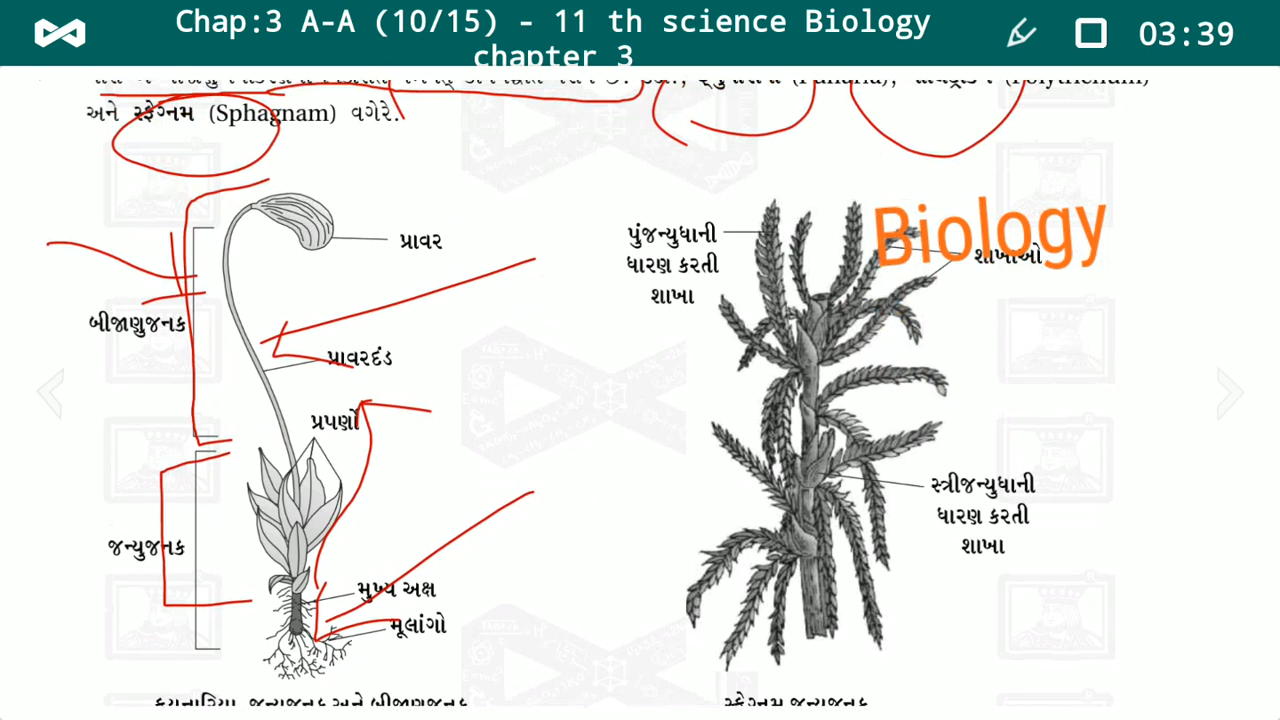 Chap:3 A-A (10/15) - 11 th science Biology
chapter 3
03:39
અને સ્ફેગ્નમ (Sphagnam) વગેરે.
Biology
પ્રાવર
બીજાણુજનક
પ્રાવરદંડ
પ્રપર્ણો
જન્યુજનક
મુખ્ય અક્ષ
મૂલાંગો
પુંજન્યુધાની
ધારણ કરતી
શાખા
શાખાઓ
સ્ત્રીજન્યુધાની
ધારણ કરતી
શાખા